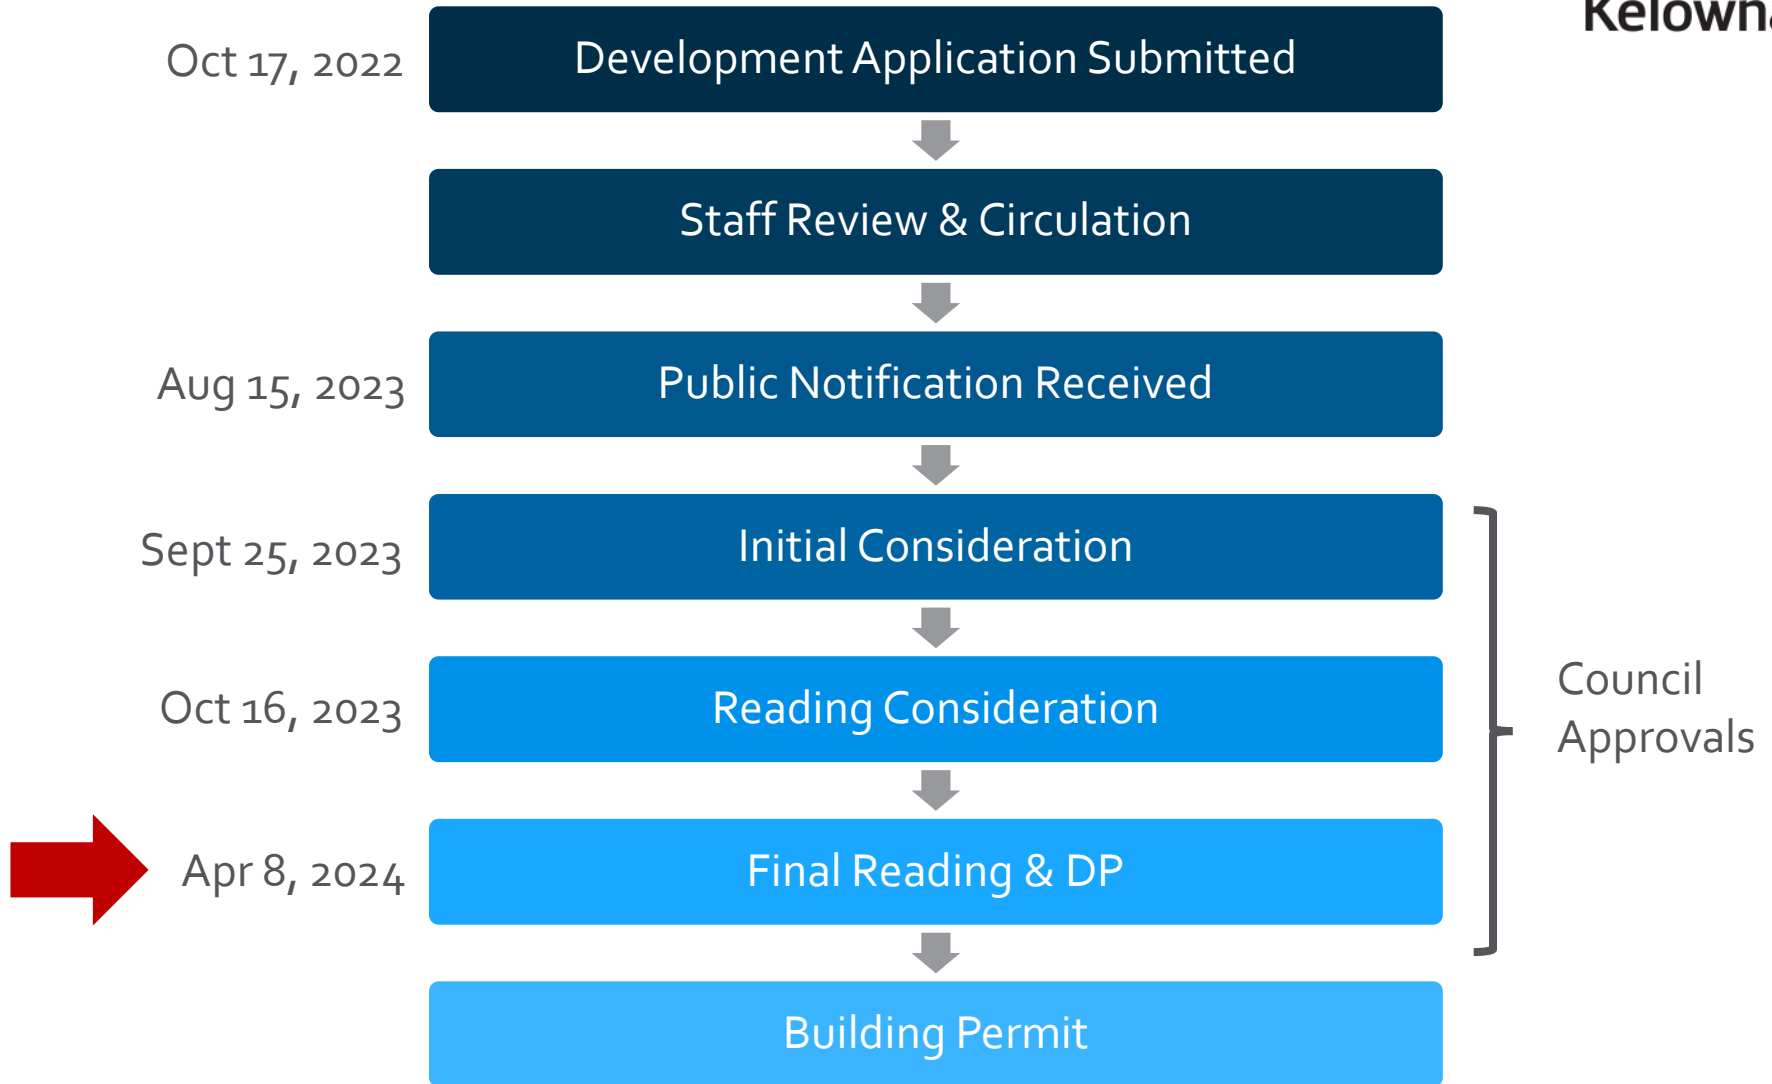 Kelowna
Oct 17, 2022
Development Application Submitted
Staff Review & Circulation
Aug 15, 2023
Public Notification Received
Sept 25, 2023
Initial Consideration
Oct 16, 2023
Reading Consideration
Council
Approvals
Apr 8, 2024
Final Reading & DP
Building Permit